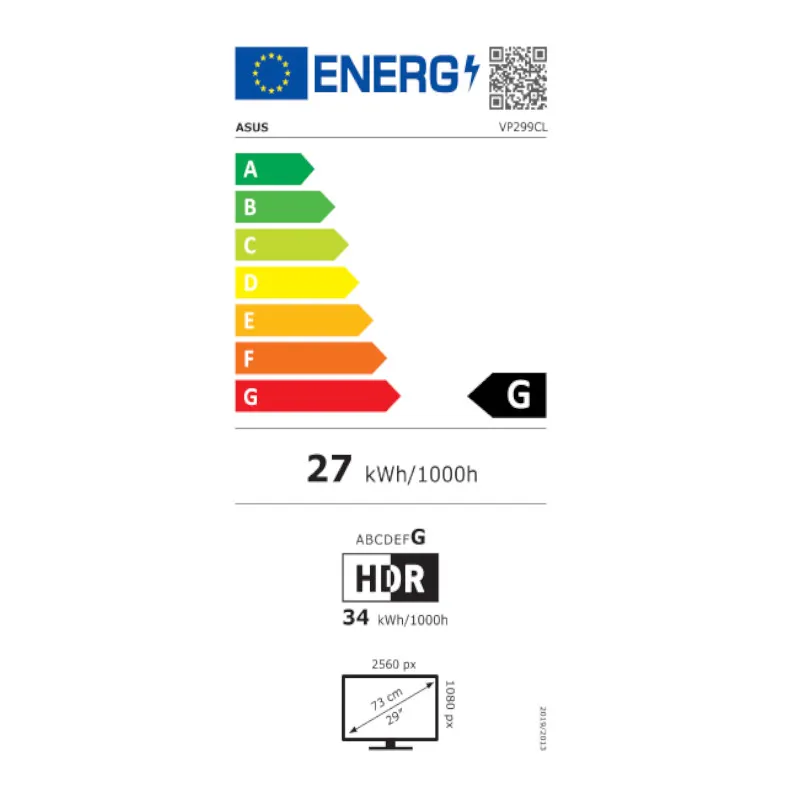 ENERG
ASUS VP299CL
A
B
C
D
E
F
G
G
27 kWh/1000h
ABCDEFG
HDR
34 kWh/1000h
2560 px
73 cm
29"
1080 px
2019/2013